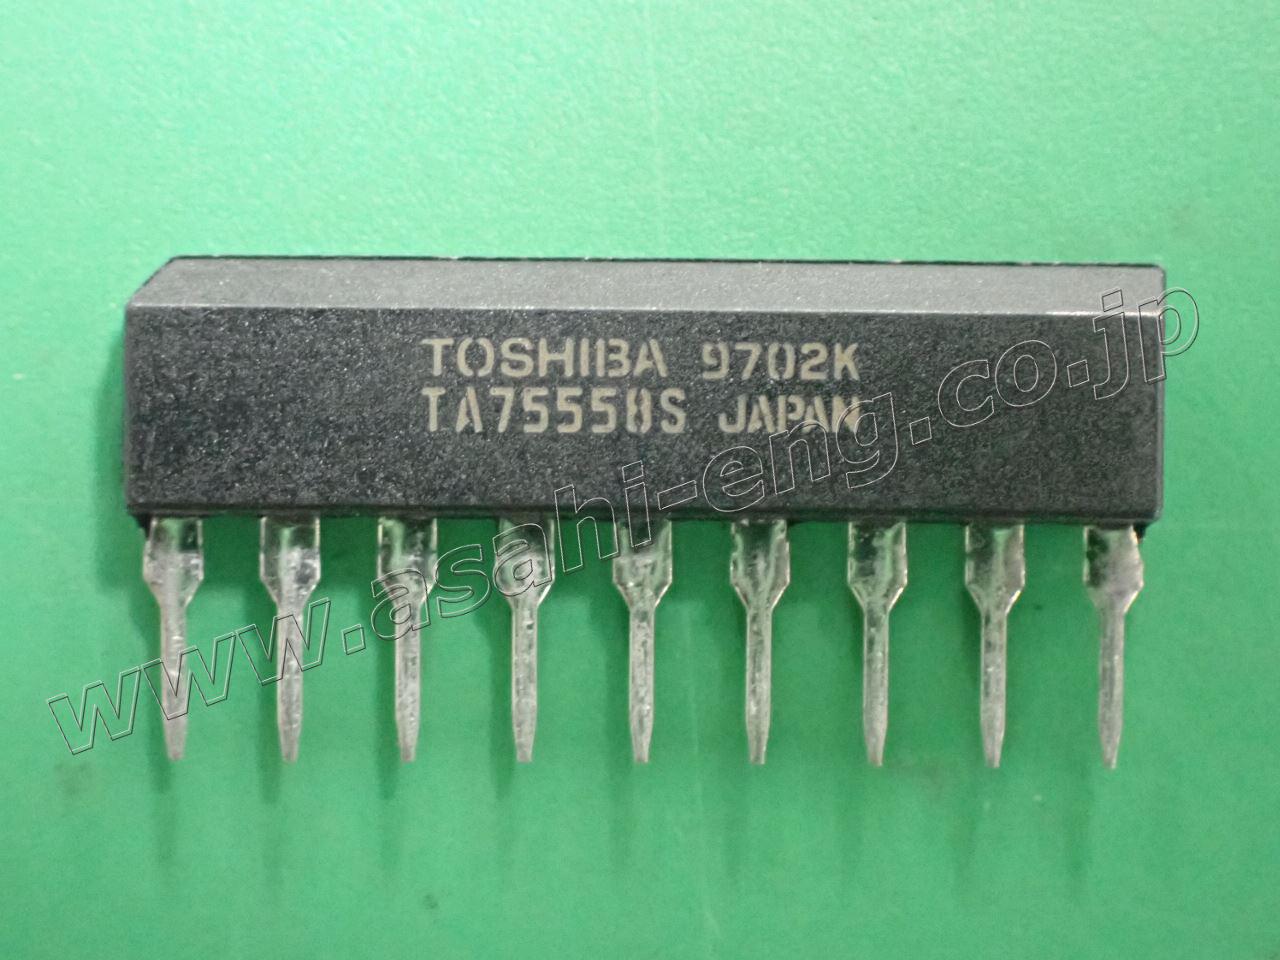 TOSHIBA 9702K
TA75558S JAPAN
www.asahi-eng.co.jp